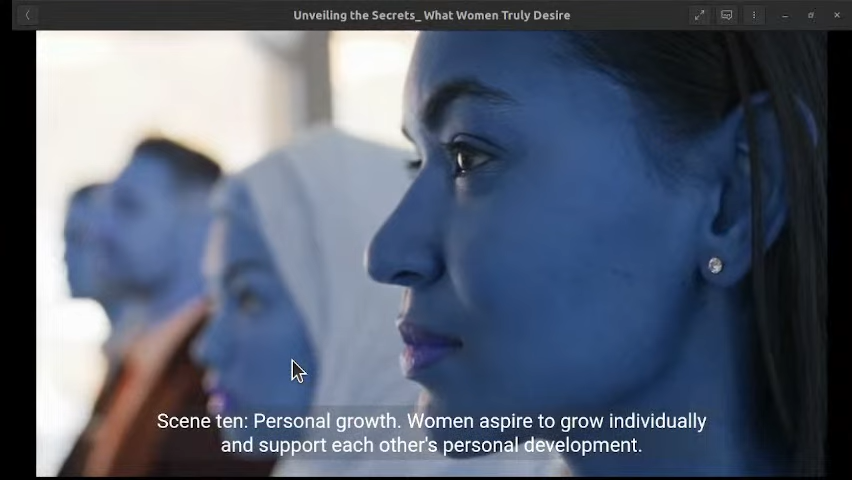 Unveiling the Secrets_ What Women Truly Desire
Scene ten: Personal growth. Women aspire to grow individually
and support each other's personal development.